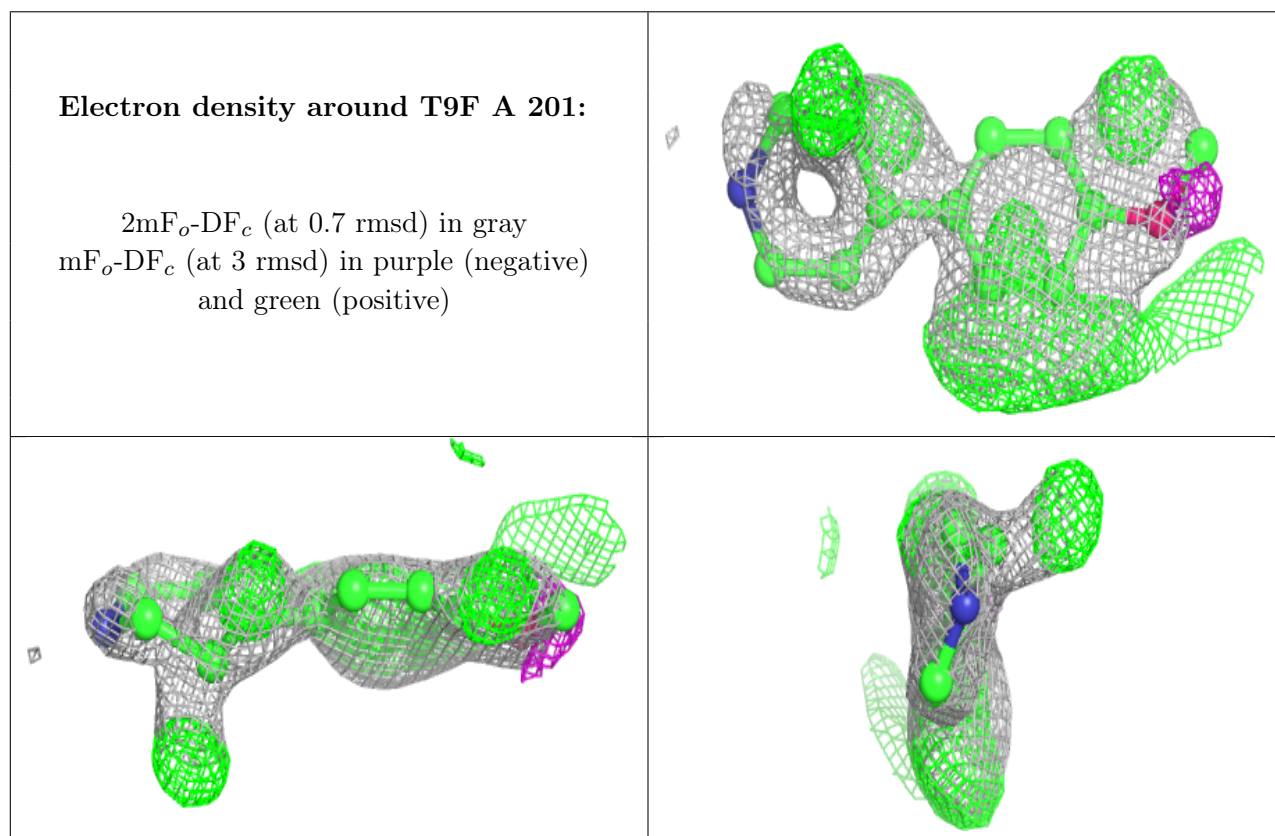 Electron density around T9F A 201:
2mFo-DFc (at 0.7 rmsd) in gray
mFo-DFc (at 3 rmsd) in purple (negative)
and green (positive)